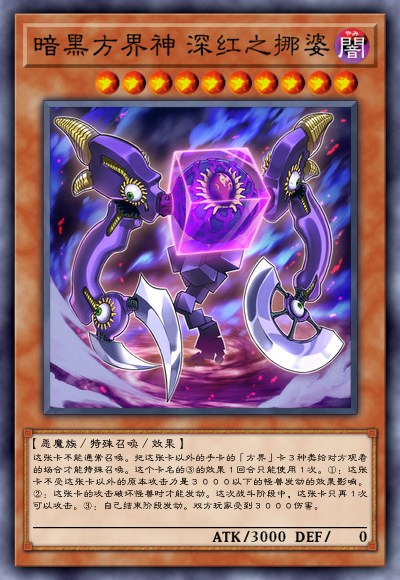 暗黑方界神 深红之挪婆
やみ
闇
【恶魔族／特殊召唤／效果】
这张卡不能通常召唤。把这张卡以外的手卡的「方界」卡3种类给对方观看
的场合才能特殊召唤。这个卡名的③的效果1回合只能使用1次。①：这张
卡不受这张卡以外的原本攻击力是3000以下的怪兽发动的效果影响。
②：这张卡的攻击破坏怪兽时才能发动。这次战斗阶段中，这张卡只再1次
可以攻击。③：自己结束阶段发动。双方玩家受到3000伤害。
ATK/3000 DEF/ 0